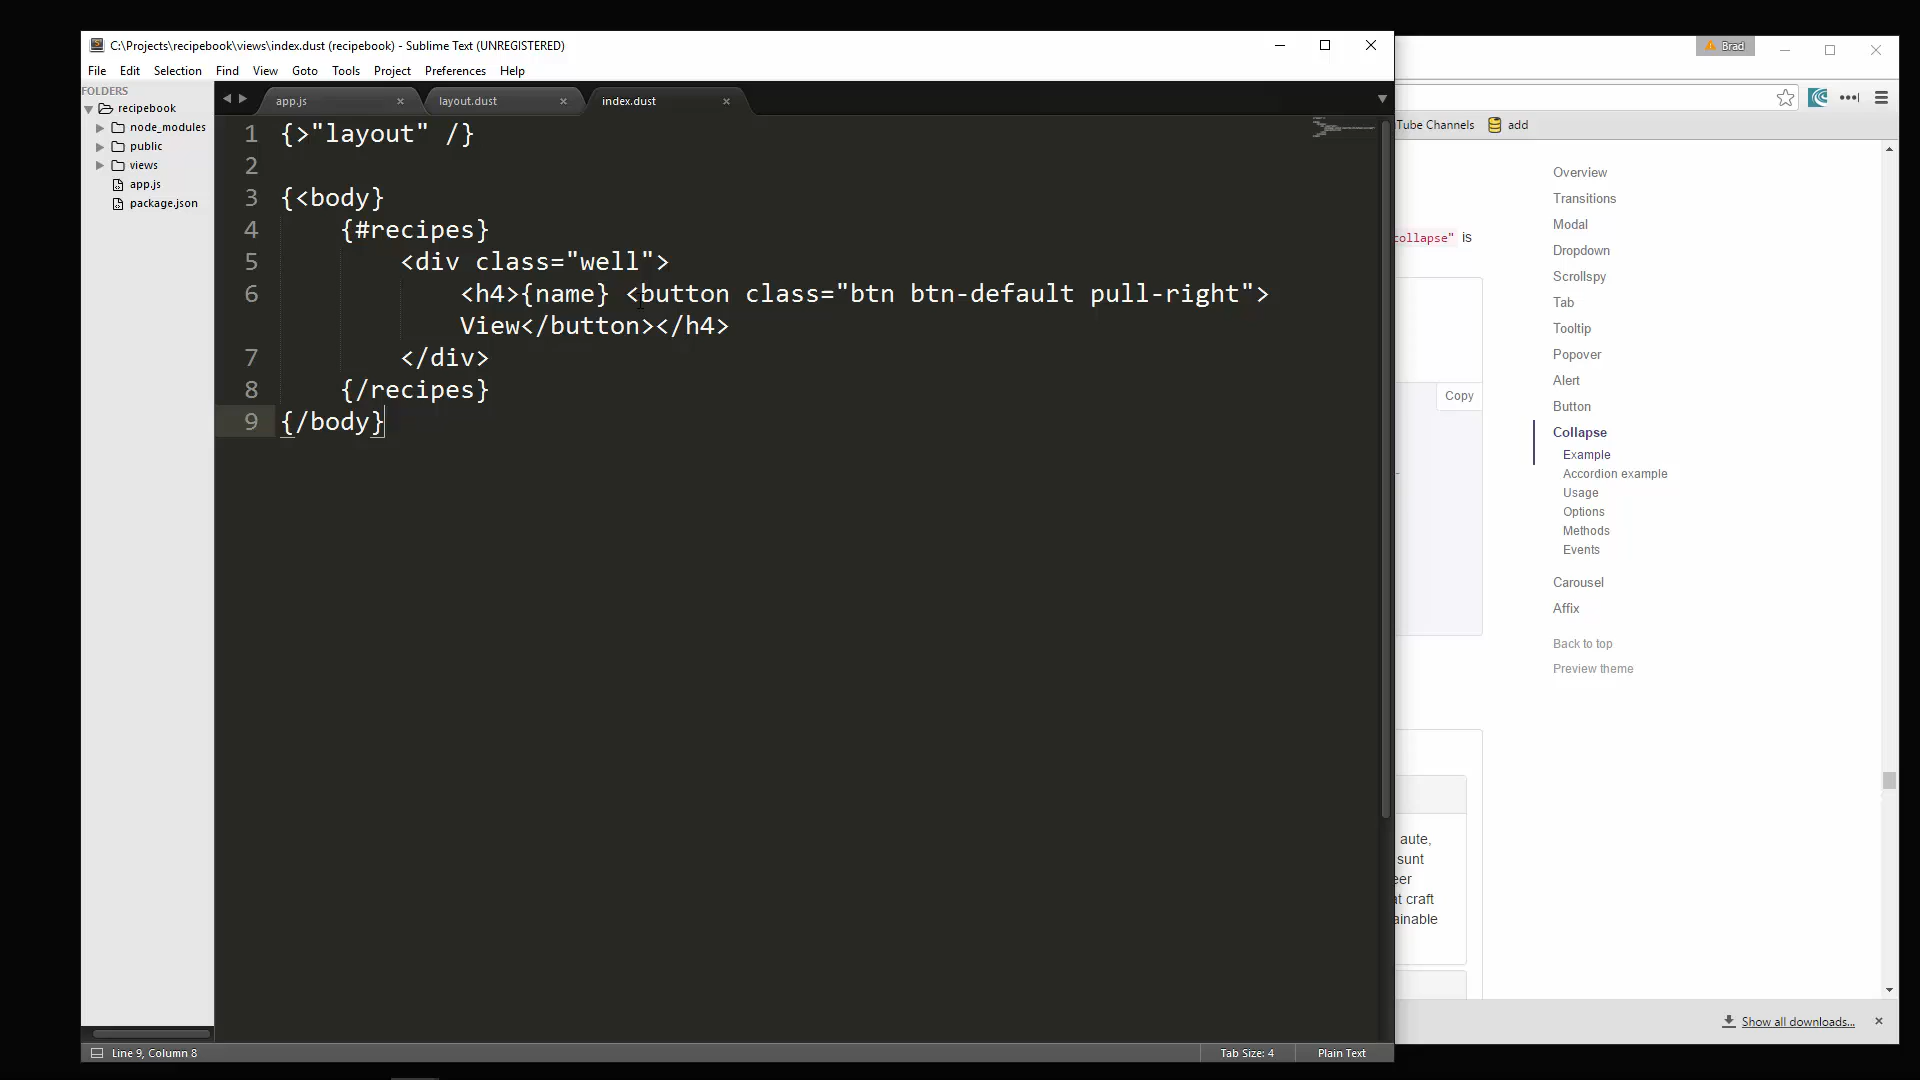 C:\Projects\recipebook\views\index.dust (recipebook) - Sublime Text (UNREGISTERED)
Brad
File Edit Selection Find View Goto Tools Project Preferences Help
FOLDERS
recipebook
node_modules
public
views
app.js
package.json
app.js layout.dust index.dust
1 {>"layout" /}
2
3 {<body}
4 {#recipes}
5 <div class="well">
6 <h4>{name} <button class="btn btn-default pull-right">
View</button></h4>
7 </div>
8 {/recipes}
9 {/body}
Line 9, Column 8
Tab Size: 4
Plain Text
Tube Channels
add
collapse" is
Copy
aute,
sunt
eer
at craft
ainable
Overview
Transitions
Modal
Dropdown
Scrollspy
Tab
Tooltip
Popover
Alert
Button
Collapse
Example
Accordion example
Usage
Options
Methods
Events
Carousel
Affix
Back to top
Preview theme
Show all downloads...